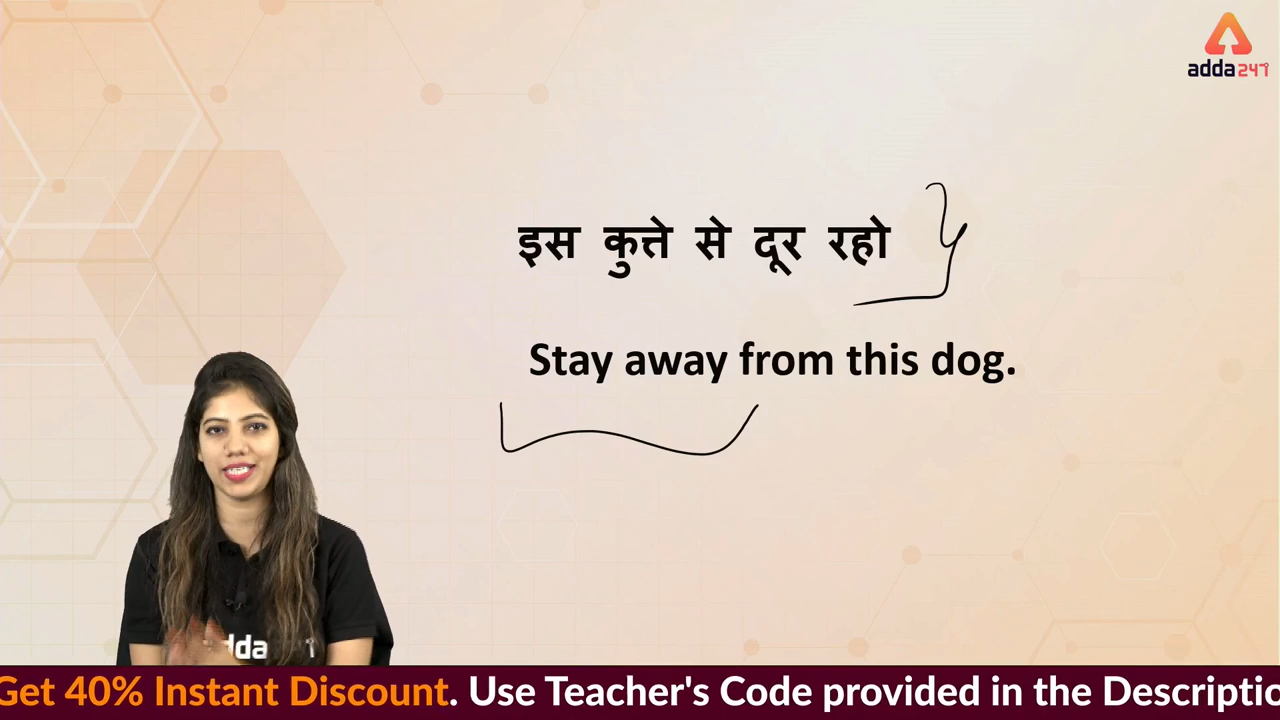 adda247
इस कुत्ते से दूर रहो
Stay away from this dog.
adda
Get 40% Instant Discount. Use Teacher's Code provided in the Descriptio